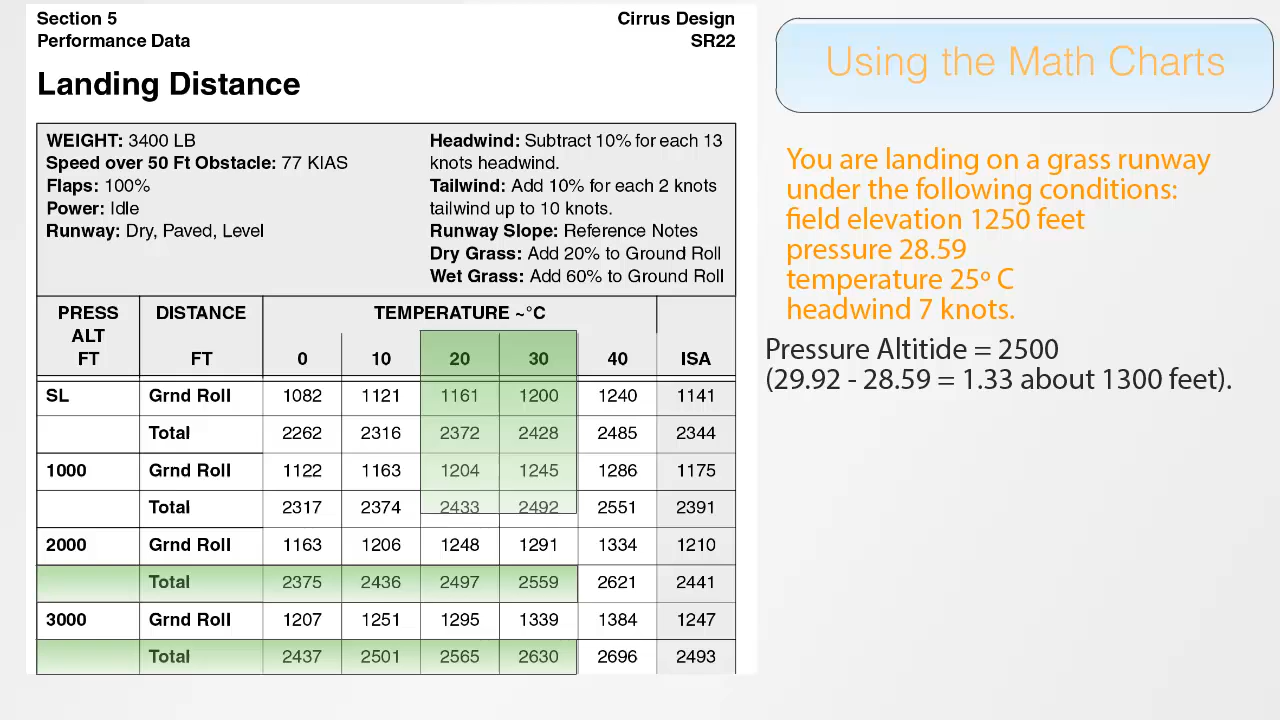 Section 5
Performance Data
Cirrus Design
SR22
Landing Distance
WEIGHT: 3400 LB
Speed over 50 Ft Obstacle: 77 KIAS
Flaps: 100%
Power: Idle
Runway: Dry, Paved, Level
Headwind: Subtract 10% for each 13
knots headwind.
Tailwind: Add 10% for each 2 knots
tailwind up to 10 knots.
Runway Slope: Reference Notes
Dry Grass: Add 20% to Ground Roll
Wet Grass: Add 60% to Ground Roll
PRESS DISTANCE TEMPERATURE ~°C
ALT
FT FT 0 10 20 30 40 ISA
SL Grnd Roll 1082 1121 1161 1200 1240 1141
Total 2262 2316 2372 2428 2485 2344
1000 Grnd Roll 1122 1163 1204 1245 1286 1175
Total 2317 2374 2433 2492 2551 2391
2000 Grnd Roll 1163 1206 1248 1291 1334 1210
Total 2375 2436 2497 2559 2621 2441
3000 Grnd Roll 1207 1251 1295 1339 1384 1247
Total 2437 2501 2565 2630 2696 2493
Using the Math Charts
You are landing on a grass runway
under the following conditions:
field elevation 1250 feet
pressure 28.59
temperature 25º C
headwind 7 knots.
Pressure Altitide = 2500
(29.92 - 28.59 = 1.33 about 1300 feet).